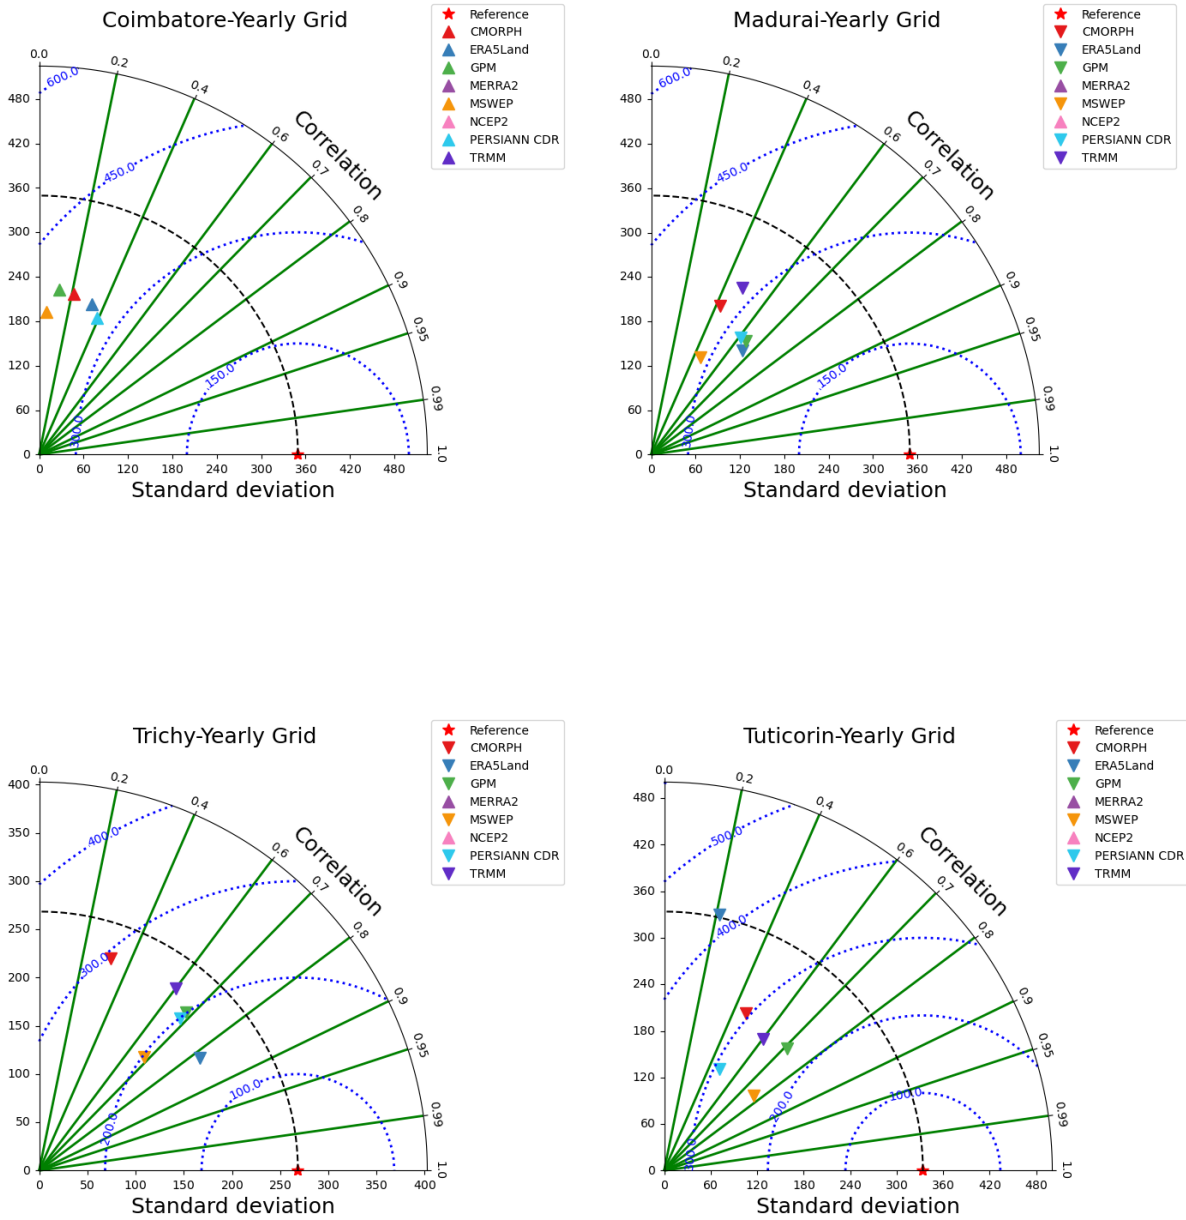 Coimbatore-Yearly Grid
Reference
CMORPH
ERA5Land
GPM
MERRA2
MSWEP
NCEP2
PERSIANN CDR
TRMM
0.0
0.2
0.4
0.6
0.7
0.8
0.9
0.95
0.99
1.0
Correlation
600.0
450.0
300.0
150.0
480
420
360
300
240
180
120
60
0
0
60
120
180
240
300
360
420
480
Standard deviation
Madurai-Yearly Grid
Reference
CMORPH
ERA5Land
GPM
MERRA2
MSWEP
NCEP2
PERSIANN CDR
TRMM
0.0
0.2
0.4
0.6
0.7
0.8
0.9
0.95
0.99
1.0
Correlation
600.0
450.0
300.0
150.0
480
420
360
300
240
180
120
60
0
0
60
120
180
240
300
360
420
480
Standard deviation
Trichy-Yearly Grid
Reference
CMORPH
ERA5Land
GPM
MERRA2
MSWEP
NCEP2
PERSIANN CDR
TRMM
0.0
0.2
0.4
0.6
0.7
0.8
0.9
0.95
0.99
1.0
Correlation
400.0
300.0
200.0
100.0
400
350
300
250
200
150
100
50
0
0
50
100
150
200
250
300
350
400
Standard deviation
Tuticorin-Yearly Grid
Reference
CMORPH
ERA5Land
GPM
MERRA2
MSWEP
NCEP2
PERSIANN CDR
TRMM
0.0
0.2
0.4
0.6
0.7
0.8
0.9
0.95
0.99
1.0
Correlation
500.0
400.0
300.0
200.0
100.0
480
420
360
300
240
180
120
60
0
0
60
120
180
240
300
360
420
480
Standard deviation